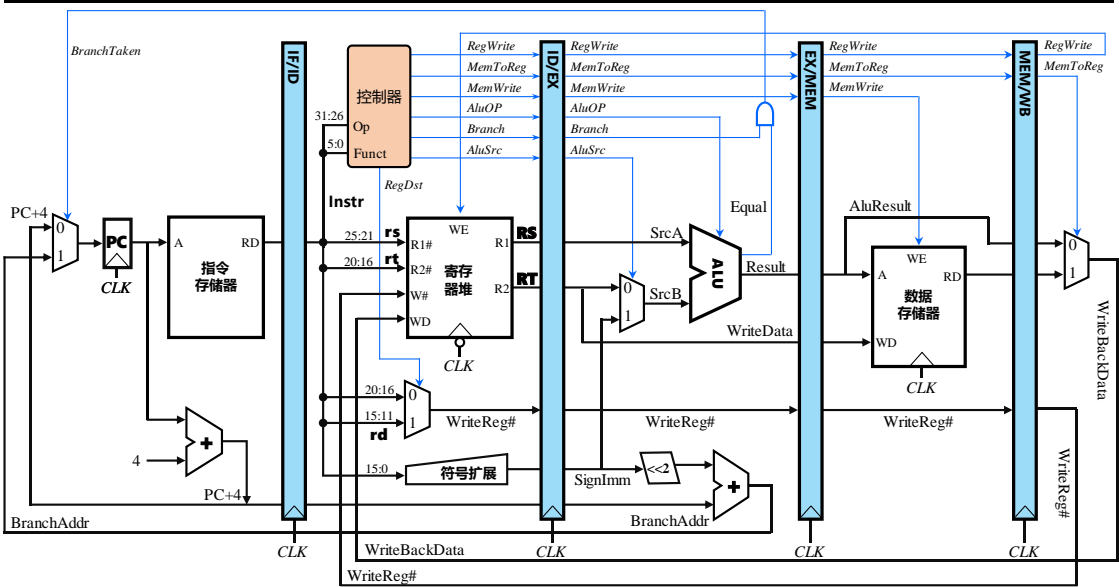 BranchTaken
IF/ID
控制器
Op
Funct
31:26
5:0
RegWrite
MemToReg
MemWrite
AluOP
Branch
AluSrc
RegDst
ID/EX
RegWrite
MemToReg
MemWrite
AluOP
Branch
AluSrc
EX/MEM
RegWrite
MemToReg
MemWrite
MEM/WB
RegWrite
MemToReg
PC+4
0
1
PC
CLK
A
RD
指令
存储器
Instr
25:21
rs
20:16
rt
WE
R1#
R2#
W#
WD
R1
R2
寄存
器堆
CLK
RS
RT
0
1
SrcA
SrcB
ALU
Equal
Result
WriteData
AluResult
WE
A
RD
数据
存储器
WD
CLK
0
1
WriteBackData
4
+
PC+4
20:16
15:11
rd
0
1
WriteReg#
WriteReg#
WriteReg#
WriteReg#
15:0
符号扩展
SignImm
<<2
+
BranchAddr
BranchAddr
CLK
CLK
CLK
CLK
WriteBackData
WriteReg#